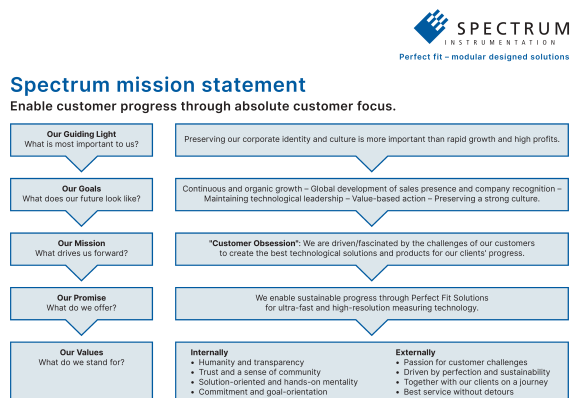 SPECTRUM
INSTRUMENTATION
Perfect fit – modular designed solutions
Spectrum mission statement
Enable customer progress through absolute customer focus.
Our Guiding Light
What is most important to us?
Preserving our corporate identity and culture is more important than rapid growth and high profits.
Our Goals
What does our future look like?
Continuous and organic growth – Global development of sales presence and company recognition –
Maintaining technological leadership – Value-based action – Preserving a strong culture.
Our Mission
What drives us forward?
"Customer Obsession": We are driven/fascinated by the challenges of our customers
to create the best technological solutions and products for our clients' progress.
Our Promise
What do we offer?
We enable sustainable progress through Perfect Fit Solutions
for ultra-fast and high-resolution measuring technology.
Our Values
What do we stand for?
Internally
• Humanity and transparency
• Trust and a sense of community
• Solution-oriented and hands-on mentality
• Commitment and goal-orientation
Externally
• Passion for customer challenges
• Driven by perfection and sustainability
• Together with our clients on a journey
• Best service without detours